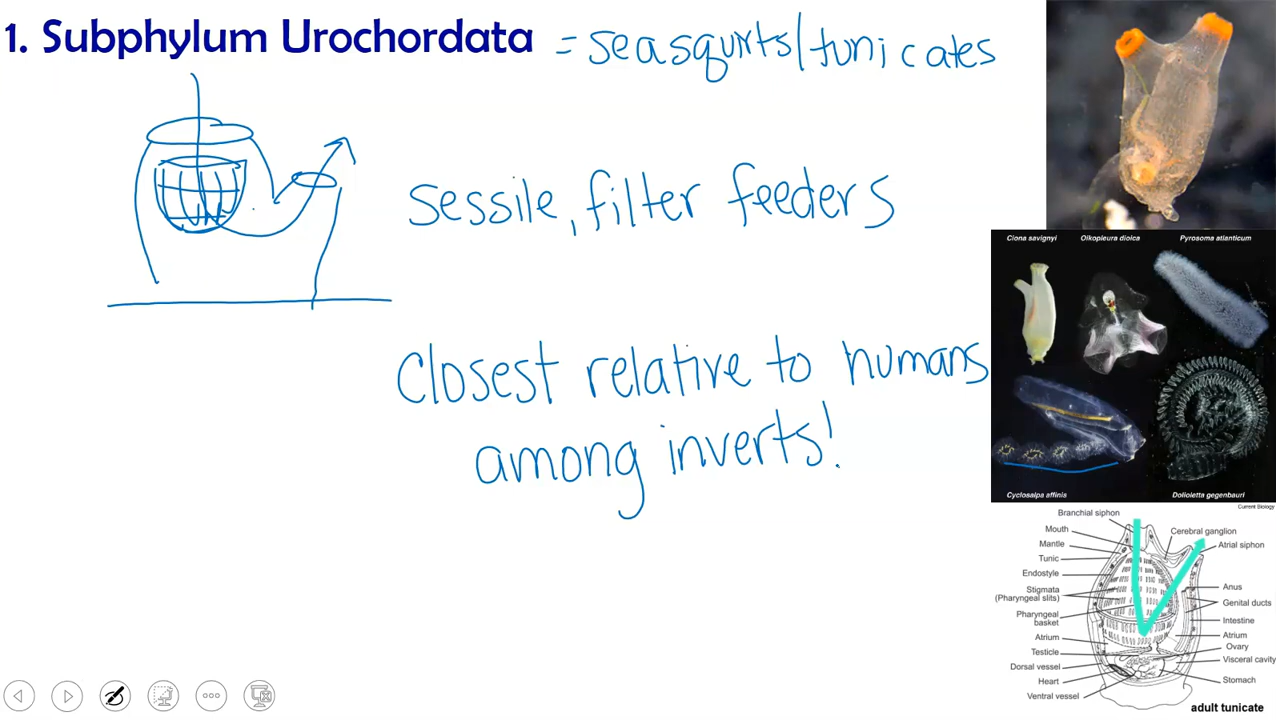 1. Subphylum Urochordata = seasquirts/tunicates
sessile, filter feeders
closest relative to humans
among inverts!
Ciona savignyi
Oikopleura dioica
Pyrosoma atlanticum
Cyclosalpa affinis
Dolioletta gegenbauri
Current Biology
Branchial siphon
Mouth
Mantle
Tunic
Endostyle
Stigmata
(Pharyngeal slits)
Pharyngeal
basket
Atrium
Testicle
Dorsal vessel
Heart
Ventral vessel
Cerebral ganglion
Atrial siphon
Anus
Genital ducts
Intestine
Atrium
Ovary
Visceral cavity
Stomach
adult tunicate